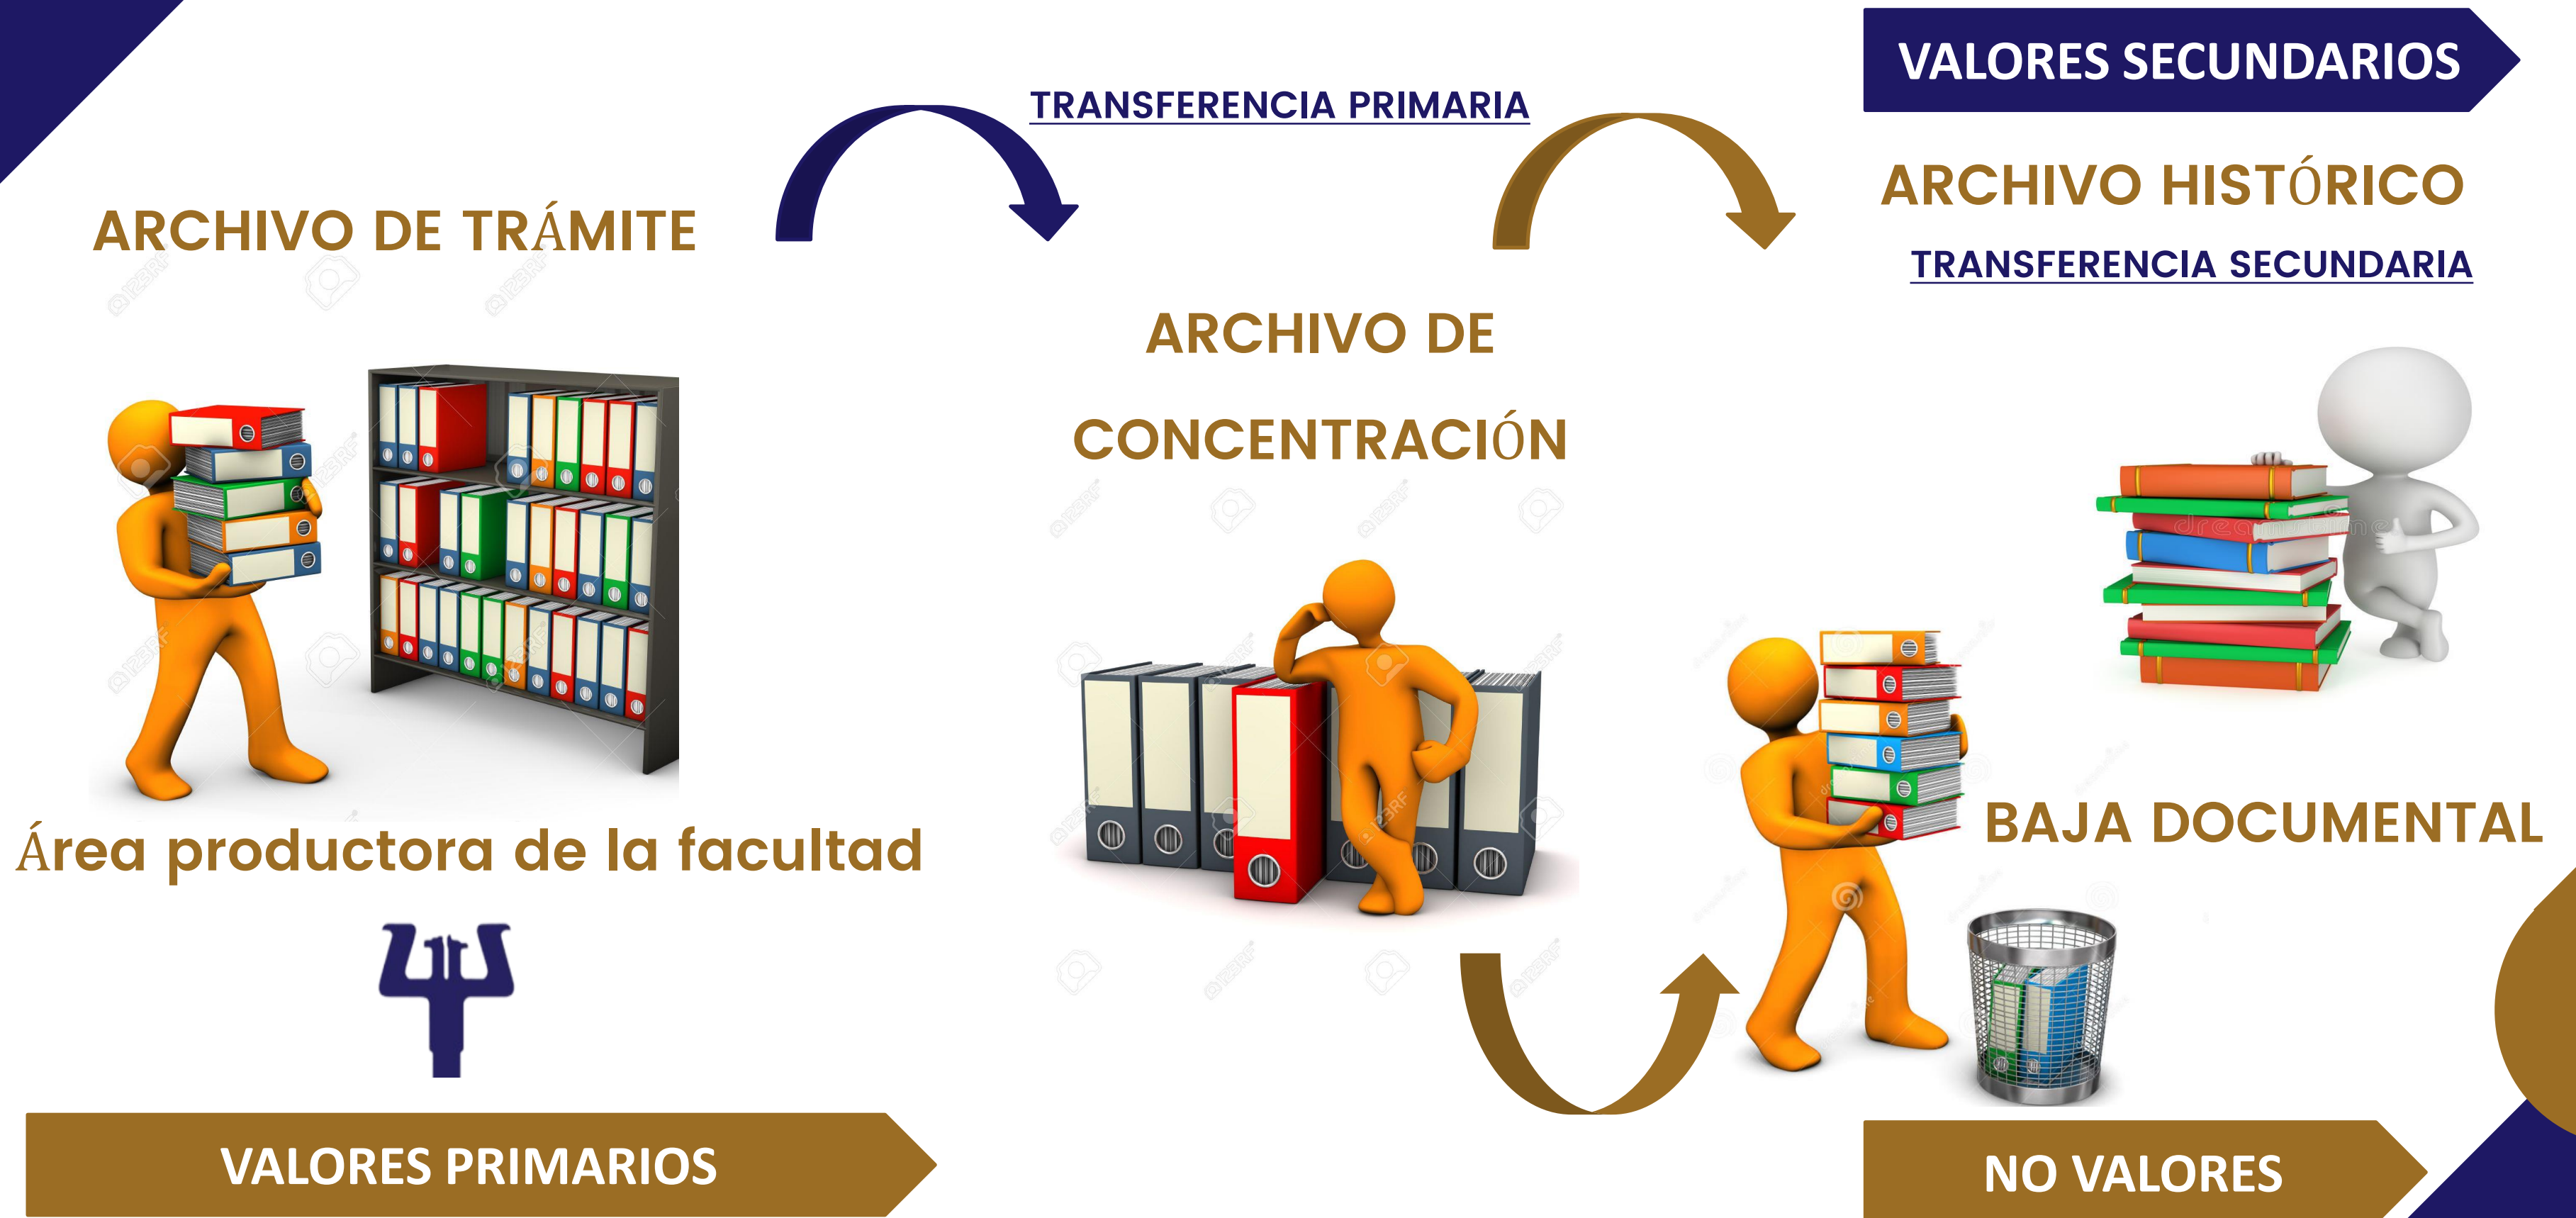 VALORES SECUNDARIOS
TRANSFERENCIA PRIMARIA
ARCHIVO HISTÓRICO
ARCHIVO DE TRÁMITE
TRANSFERENCIA SECUNDARIA
ARCHIVO DE
CONCENTRACIÓN
BAJA DOCUMENTAL
Área productora de la facultad
VALORES PRIMARIOS
NO VALORES